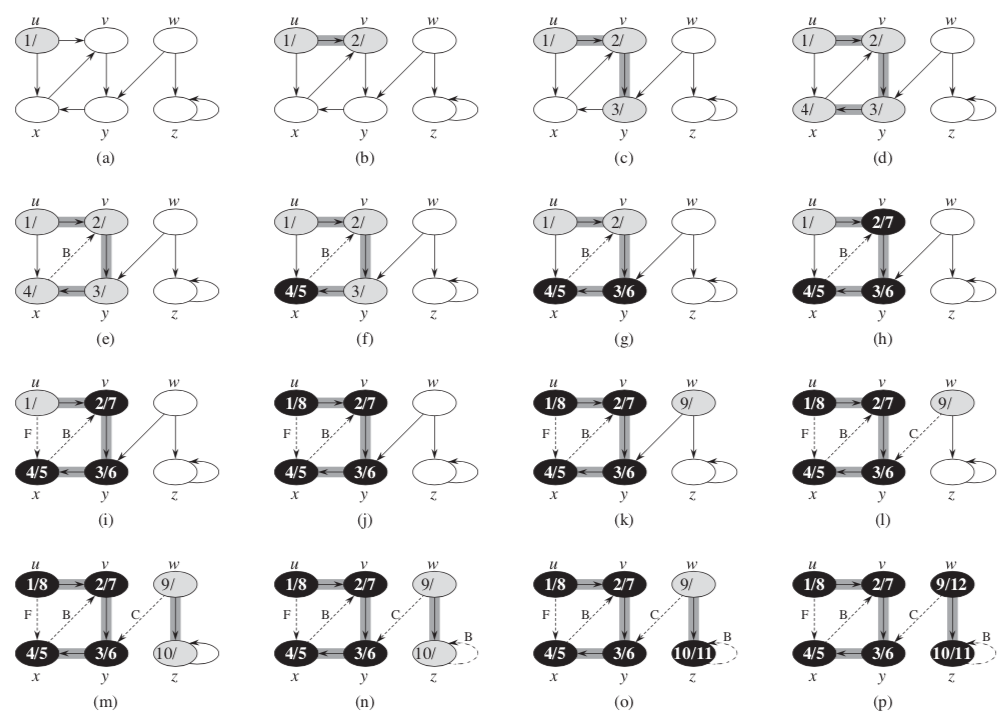 u v w u v w u v w u v w
1/ 1/ 2/ 1/ 2/ 1/ 2/
3/ 4/ 3/
x y z x y z x y z x y z
(a) (b) (c) (d)
u v w u v w u v w u v w
1/ 2/ 1/ 2/ 1/ 2/ 1/ 2/7
B B B B
4/ 3/ 4/5 3/ 4/5 3/6 4/5 3/6
x y z x y z x y z x y z
(e) (f) (g) (h)
u v w u v w u v w u v w
1/ 2/7 1/8 2/7 1/8 2/7 9/ 1/8 2/7 9/
F B F B F B F B C
4/5 3/6 4/5 3/6 4/5 3/6 4/5 3/6
x y z x y z x y z x y z
(i) (j) (k) (l)
u v w u v w u v w u v w
1/8 2/7 9/ 1/8 2/7 9/ 1/8 2/7 9/ 1/8 2/7 9/12
F B C F B C B F B C B F B C B
4/5 3/6 10/ 4/5 3/6 10/ 4/5 3/6 10/11 4/5 3/6 10/11
x y z x y z x y z x y z
(m) (n) (o) (p)